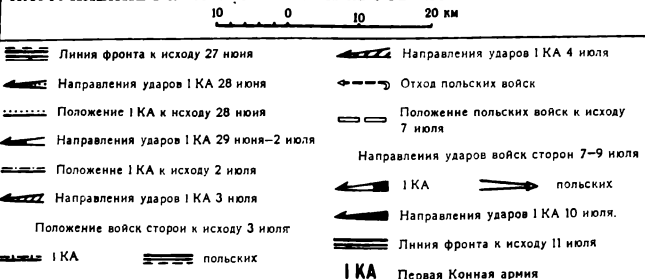 10 0 10 20 км
Линия фронта к исходу 27 июня
Направления ударов I КА 28 июня
Положение I КА к исходу 28 июня
Направления ударов I КА 29 июня–2 июля
Положение I КА к исходу 2 июля
Направления ударов I КА 3 июля
Положение войск сторон к исходу 3 июля
I КА польских
Направления ударов I КА 4 июля
Отход польских войск
Положение польских войск к исходу
7 июля
Направления ударов войск сторон 7–9 июля
I КА польских
Направления ударов I КА 10 июля.
Линия фронта к исходу 11 июля
I КА Первая Конная армия